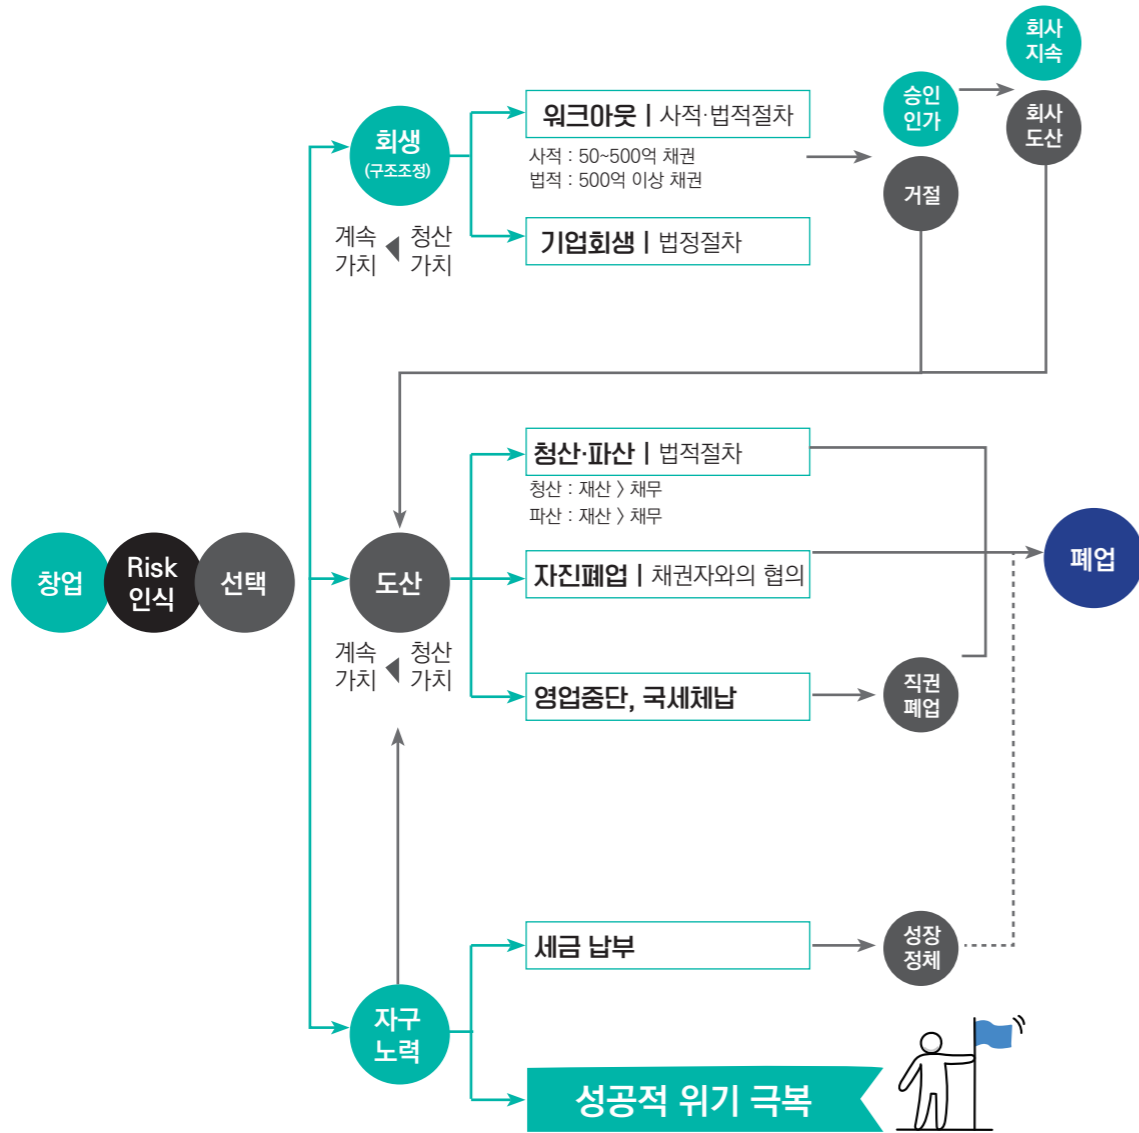 회사
지속
승인
인가
회사
도산
거절
회생
(구조조정)
워크아웃 | 사적·법적절차
사적 : 50~500억 채권
법적 : 500억 이상 채권
기업회생 | 법정절차
계속
가치
청산
가치
청산·파산 | 법적절차
청산 : 재산 > 채무
파산 : 재산 > 채무
창업
Risk
인식
선택
도산
자진폐업 | 채권자와의 협의
폐업
계속
가치
청산
가치
영업중단, 국세체납
직권
폐업
세금 납부
성장
정체
자구
노력
성공적 위기 극복